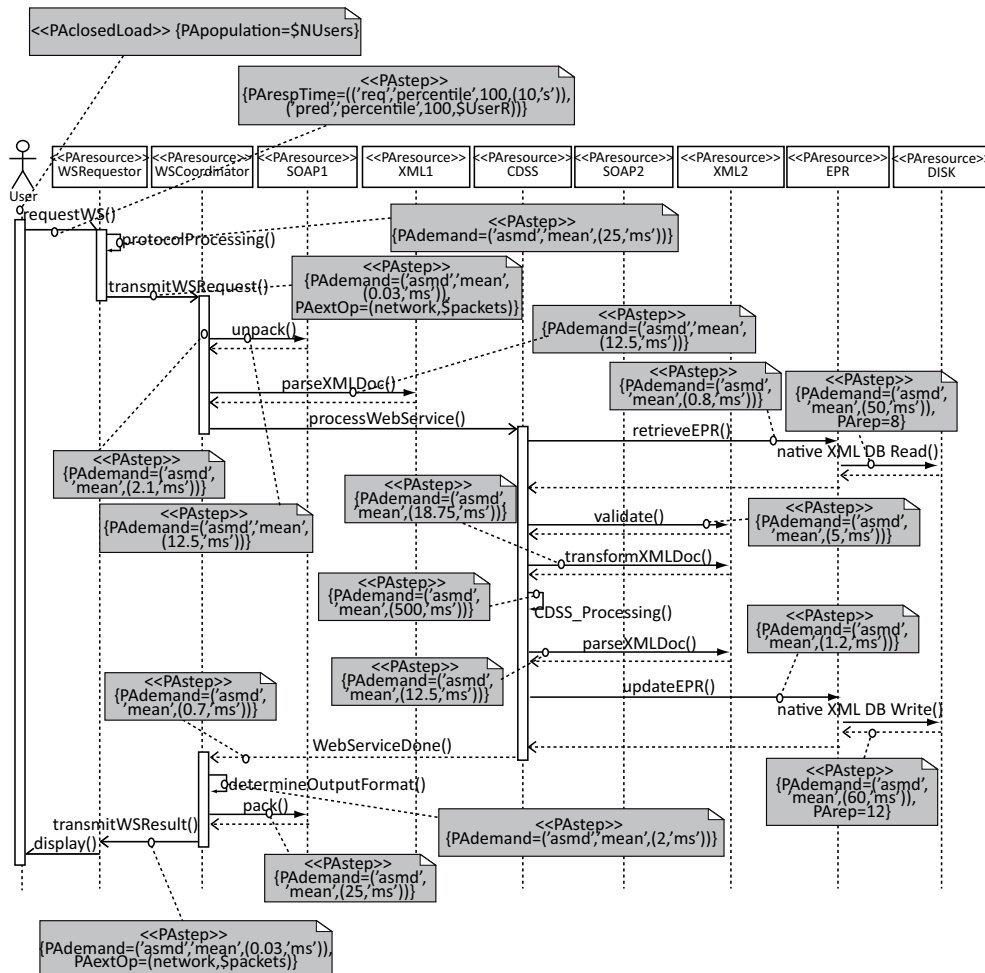 <<PAclosedLoad>> {PApopulation=$NUsers}
<<PAstep>>
{PArespTime=(('req','percentile',100,(10,'s')),
('pred','percentile',100,$UserR))}
<<PAresource>>
WSRequestor
<<PAresource>>
WSCoordinator
<<PAresource>>
SOAP1
<<PAresource>>
XML1
<<PAresource>>
CDSS
<<PAresource>>
SOAP2
<<PAresource>>
XML2
<<PAresource>>
EPR
<<PAresource>>
DISK
User
requestWS()
<<PAstep>>
{PAdemand=('asmd','mean',(25,'ms'))}
protocolProcessing()
<<PAstep>>
{PAdemand=('asmd','mean',
(0.03,'ms')),
PAextOp=(network,$packets)}
transmitWSRequest()
<<PAstep>>
{PAdemand=('asmd','mean',
(12.5,'ms'))}
unpack()
<<PAstep>>
{PAdemand=('asmd',
'mean',(0.8,'ms'))}
<<PAstep>>
{PAdemand=('asmd',
'mean',(50,'ms')),
PArep=8}
parseXMLDoc()
processWebService()
retrieveEPR()
native XML DB Read()
<<PAstep>>
{PAdemand=('asmd',
'mean',(2.1,'ms'))}
<<PAstep>>
{PAdemand=('asmd',
'mean',(18.75,'ms'))}
<<PAstep>>
{PAdemand=('asmd','mean',
(12.5,'ms'))}
validate()
<<PAstep>>
{PAdemand=('asmd',
'mean',(5,'ms'))}
transformXMLDoc()
<<PAstep>>
{PAdemand=('asmd',
'mean',(500,'ms'))}
CDSS_Processing()
<<PAstep>>
{PAdemand=('asmd',
'mean',(1.2,'ms'))}
parseXMLDoc()
<<PAstep>>
{PAdemand=('asmd',
'mean',(12.5,'ms'))}
<<PAstep>>
{PAdemand=('asmd',
'mean',(0.7,'ms'))}
updateEPR()
native XML DB Write()
WebServiceDone()
<<PAstep>>
{PAdemand=('asmd',
'mean',(60,'ms')),
PArep=12}
determineOutputFormat()
pack()
<<PAstep>>
{PAdemand=('asmd','mean',(2,'ms'))}
transmitWSResult()
display()
<<PAstep>>
{PAdemand=('asmd',
'mean',(25,'ms'))}
<<PAstep>>
{PAdemand=('asmd','mean',(0.03,'ms')),
PAextOp=(network,$packets)}